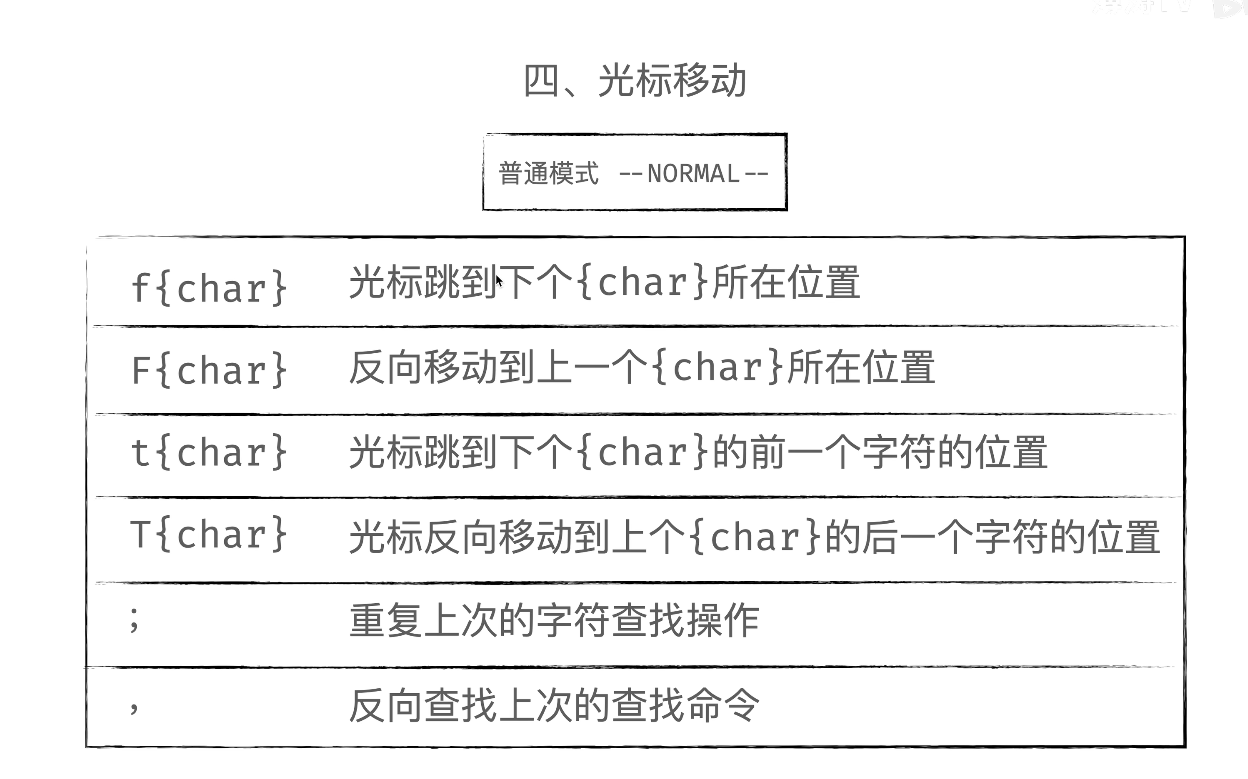 四、光标移动
普通模式 --NORMAL--
f{char} 光标跳到下个{char}所在位置
F{char} 反向移动到上一个{char}所在位置
t{char} 光标跳到下个{char}的前一个字符的位置
T{char} 光标反向移动到上个{char}的后一个字符的位置
; 重复上次的字符查找操作
, 反向查找上次的查找命令